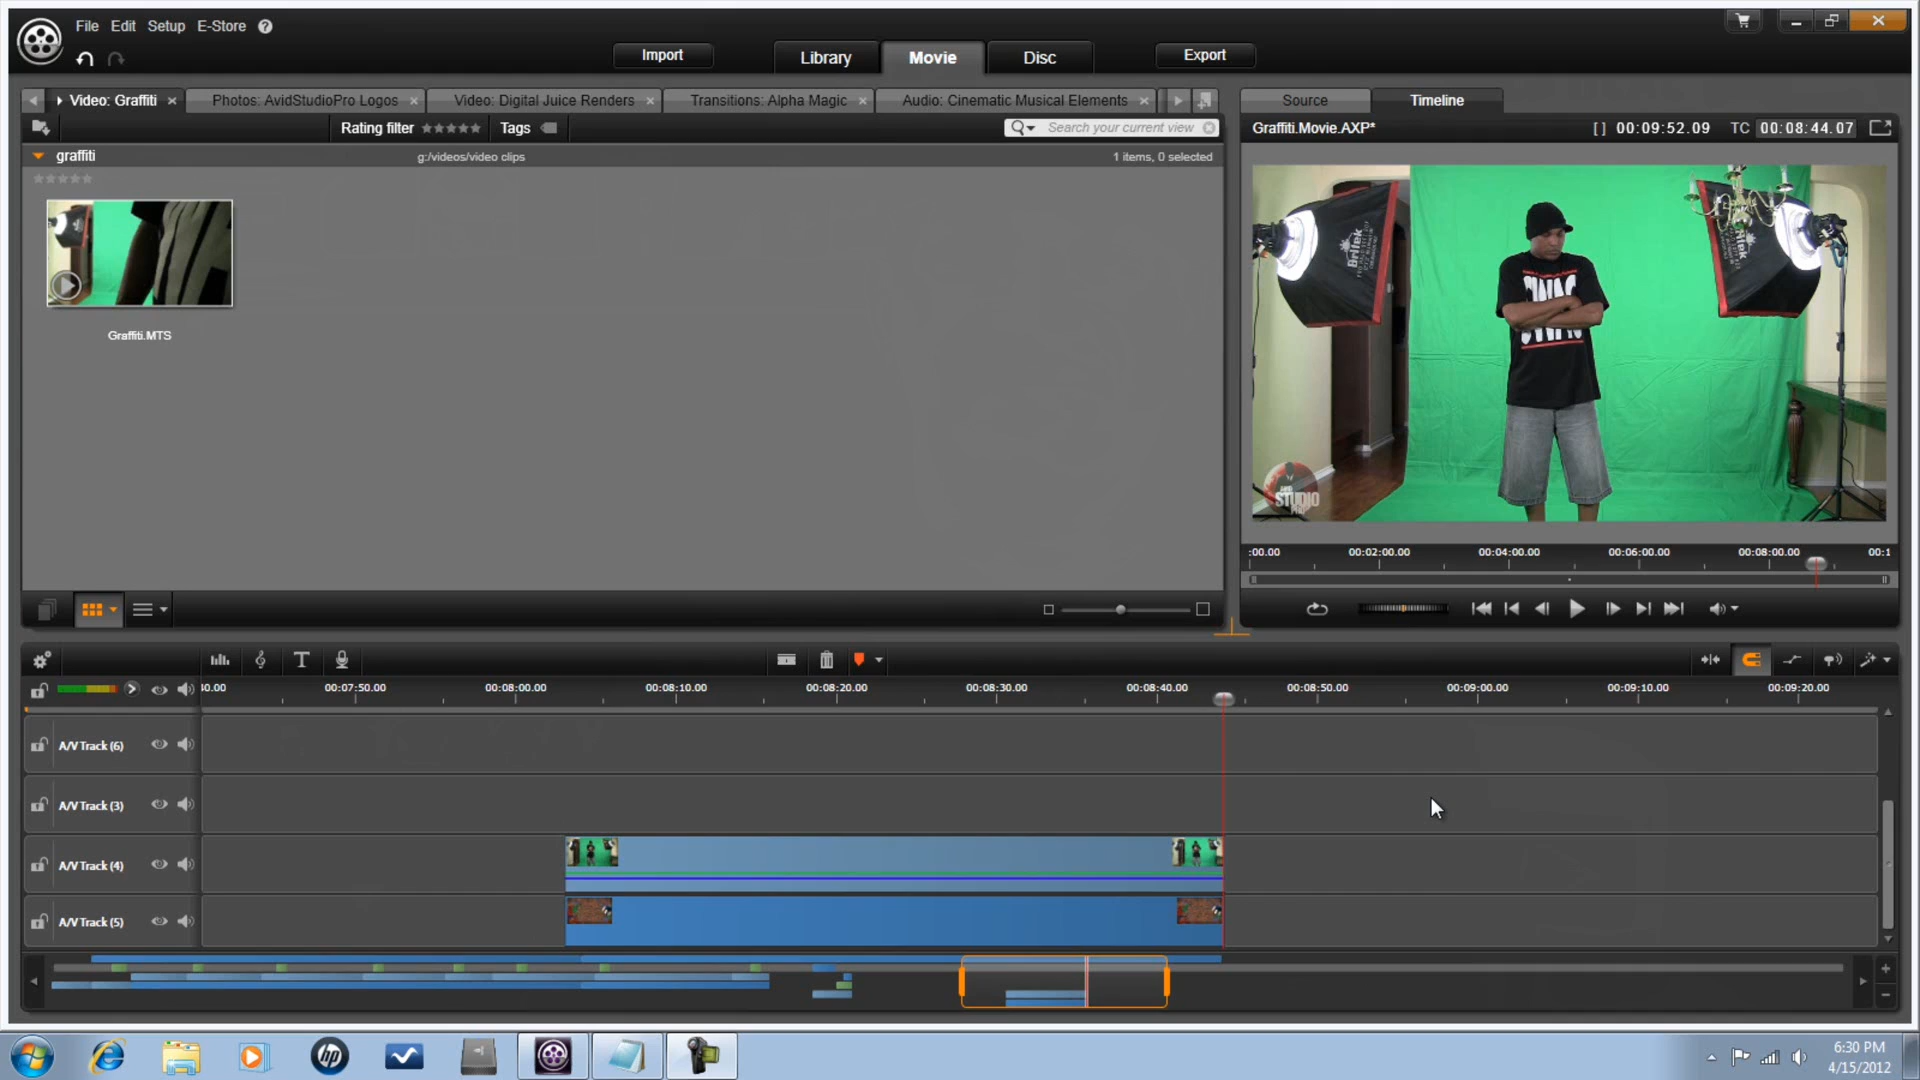 File Edit Setup E-Store ?
Import Library Movie Disc Export
Video: Graffiti Photos: AvidStudioPro Logos Video: Digital Juice Renders Transitions: Alpha Magic Audio: Cinematic Musical Elements
Source Timeline
Rating filter Tags Search your current view
Graffiti.Movie.AXP* [ ] 00:09:52.09 TC 00:08:44.07
graffiti g:/videos/video clips 1 items, 0 selected
Graffiti.MTS
Britek
SWAG
STUDIO
:00.00 00:02:00.00 00:04:00.00 00:06:00.00 00:08:00.00 00:1
40.00 00:07:50.00 00:08:00.00 00:08:10.00 00:08:20.00 00:08:30.00 00:08:40.00 00:08:50.00 00:09:00.00 00:09:10.00 00:09:20.00
A/V Track (6)
A/V Track (3)
A/V Track (4)
A/V Track (5)
hp
6:30 PM
4/15/2012